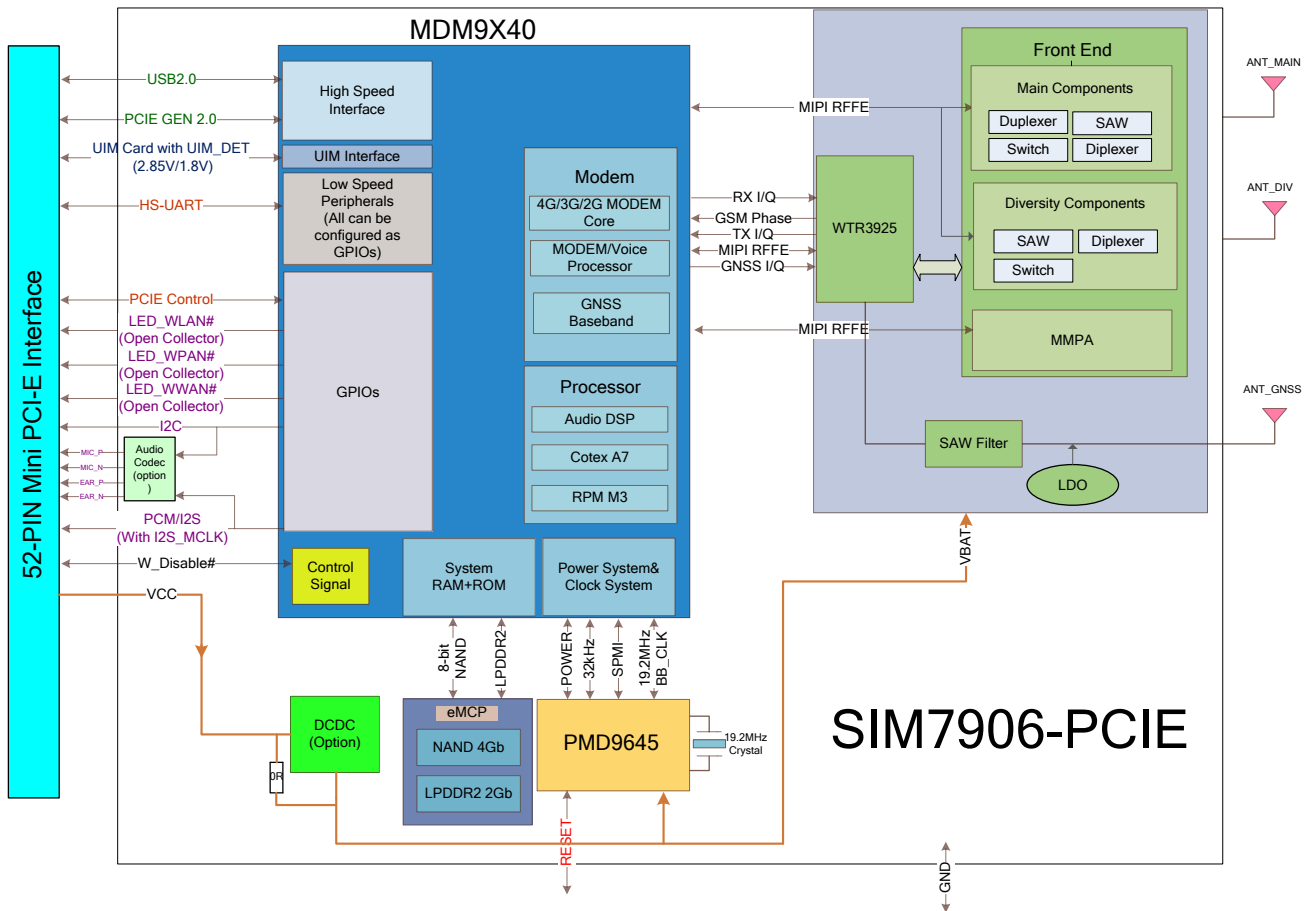 MDM9X40
52-PIN Mini PCI-E Interface
USB2.0
PCIE GEN 2.0
UIM Card with UIM_DET
(2.85V/1.8V)
HS-UART
PCIE Control
LED_WLAN#
(Open Collector)
LED_WPAN#
(Open Collector)
LED_WWAN#
(Open Collector)
I2C
MIC_P
MIC_N
EAR_P
EAR_N
Audio
Codec
(option
)
PCM/I2S
(With I2S_MCLK)
W_Disable#
VCC
High Speed
Interface
UIM Interface
Low Speed
Peripherals
(All can be
configured as
GPIOs)
GPIOs
Control
Signal
Modem
4G/3G/2G MODEM
Core
MODEM/Voice
Processor
GNSS
Baseband
Processor
Audio DSP
Cotex A7
RPM M3
System
RAM+ROM
Power System&
Clock System
MIPI RFFE
RX I/Q
GSM Phase
TX I/Q
MIPI RFFE
GNSS I/Q
MIPI RFFE
WTR3925
Front End
Main Components
Duplexer
SAW
Switch
Diplexer
Diversity Components
SAW
Diplexer
Switch
MMPA
SAW Filter
LDO
ANT_MAIN
ANT_DIV
ANT_GNSS
VBAT
8-bit
NAND
LPDDR2
POWER
32kHz
SPMI
19.2MHz
BB_CLK
DCDC
(Option)
0R
eMCP
NAND 4Gb
LPDDR2 2Gb
PMD9645
19.2MHz
Crystal
RESET
GND
SIM7906-PCIE